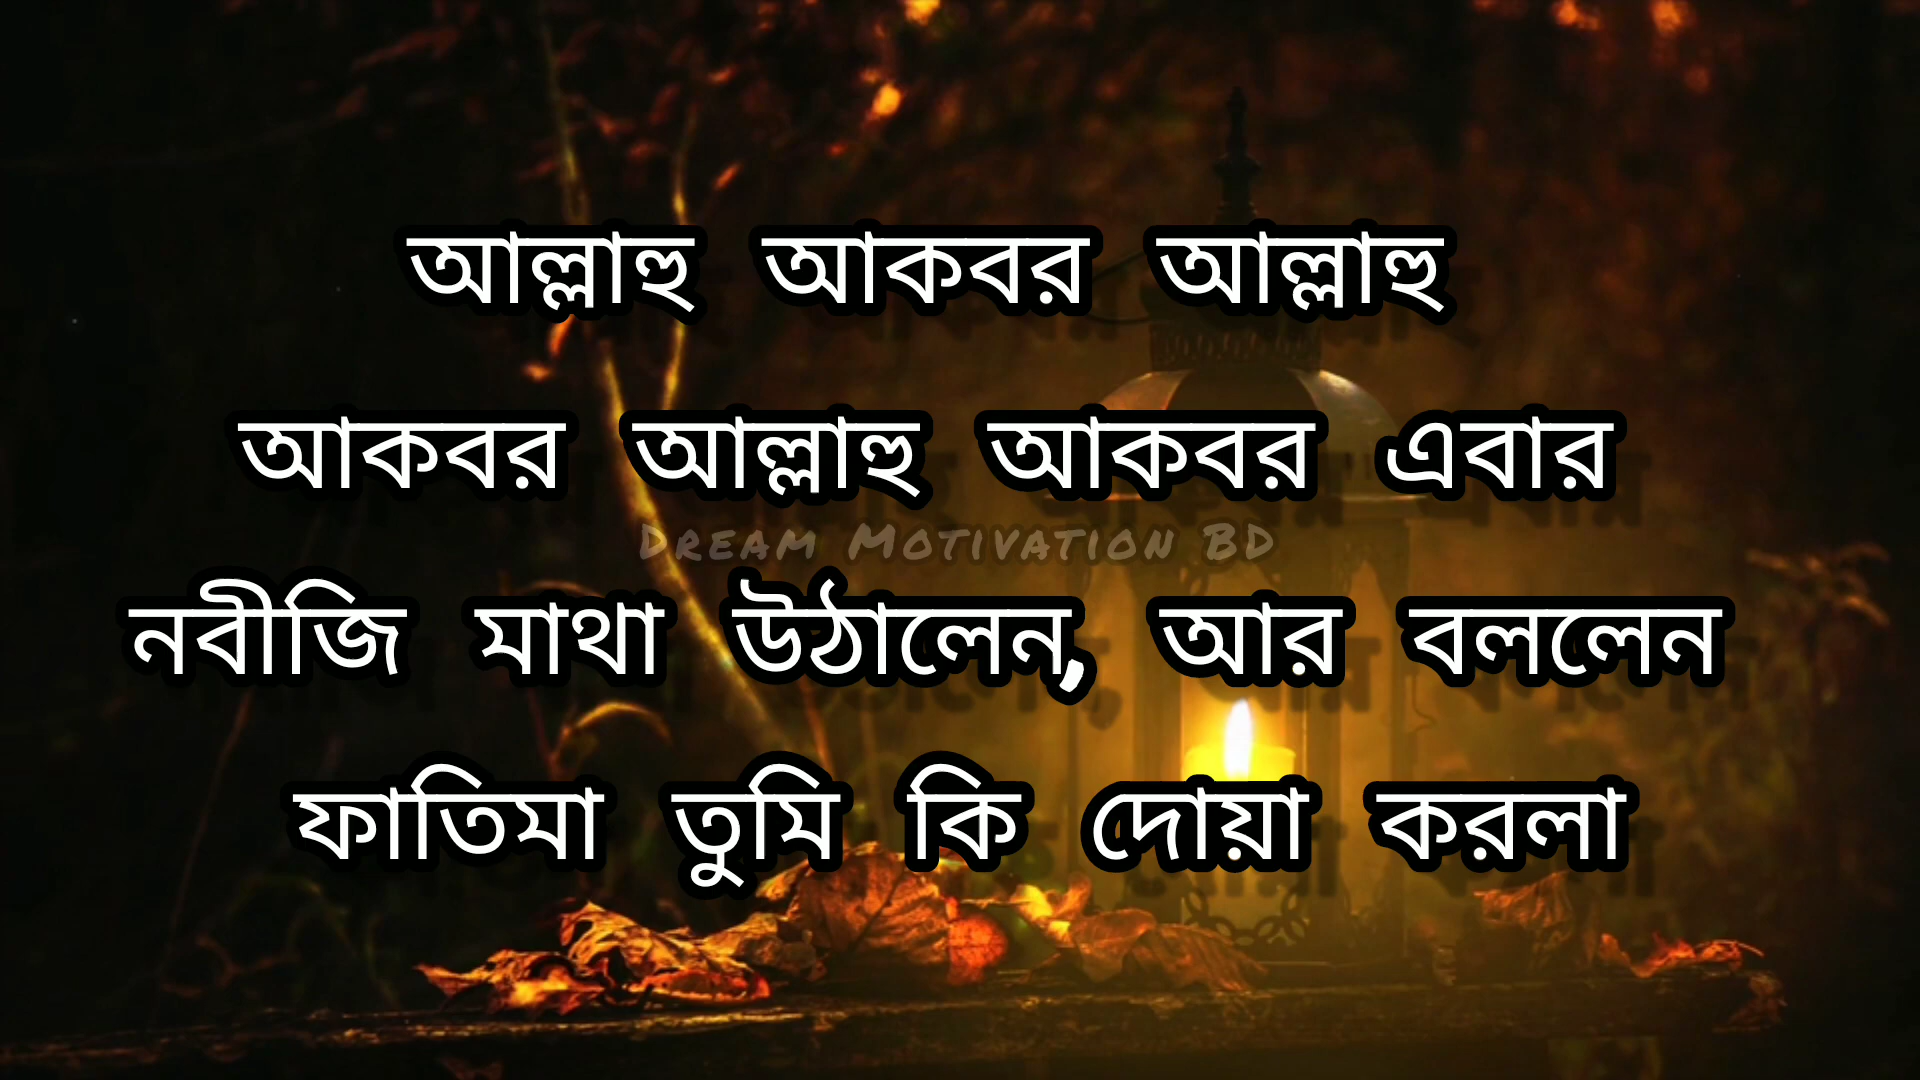 আল্লাহু আকবর আল্লাহু
আকবর আল্লাহু আকবর এবার
Dream Motivation BD
নবীজি মাথা উঠালেন, আর বললেন
ফাতিমা তুমি কি দোয়া করলা